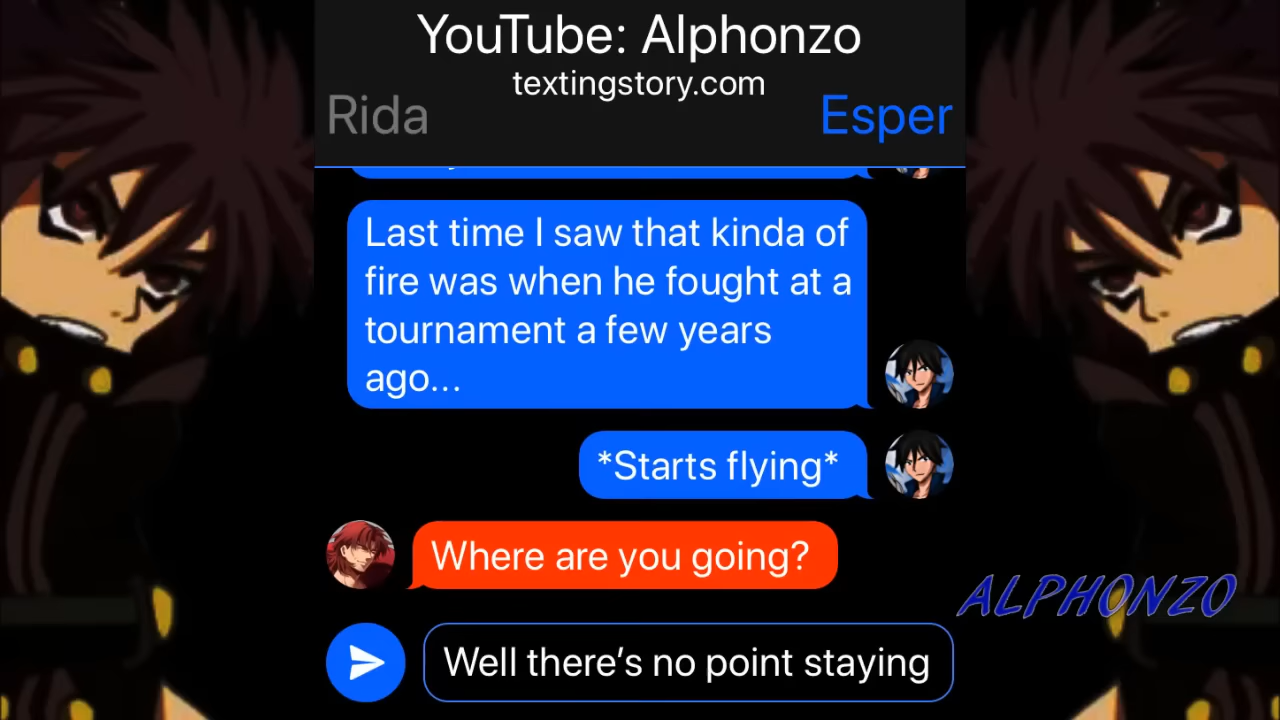 YouTube: Alphonzo
textingstory.com
Rida
Esper
Last time I saw that kinda of
fire was when he fought at a
tournament a few years
ago...
*Starts flying*
Where are you going?
Well there’s no point staying
ALPHONZO